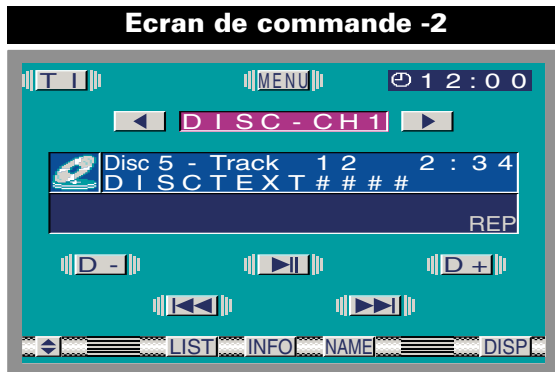 Ecran de commande -2
TI MENU 12:00
DISC-CH1
Disc 5 - Track 12 2:34
DISCTEXT####
REP
D - D +
LIST INFO NAME DISP